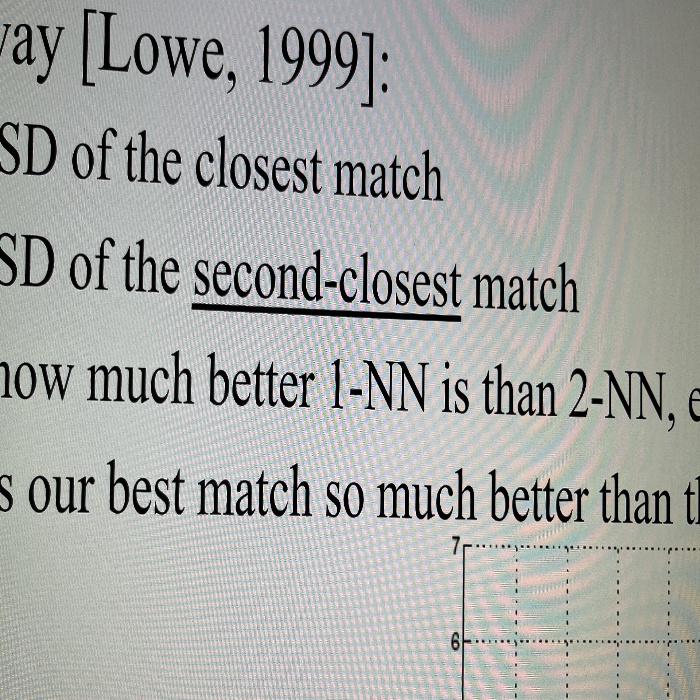 way [Lowe, 1999]:
SD of the closest match
SD of the second-closest match
how much better 1-NN is than 2-NN, e
s our best match so much better than th
7
6